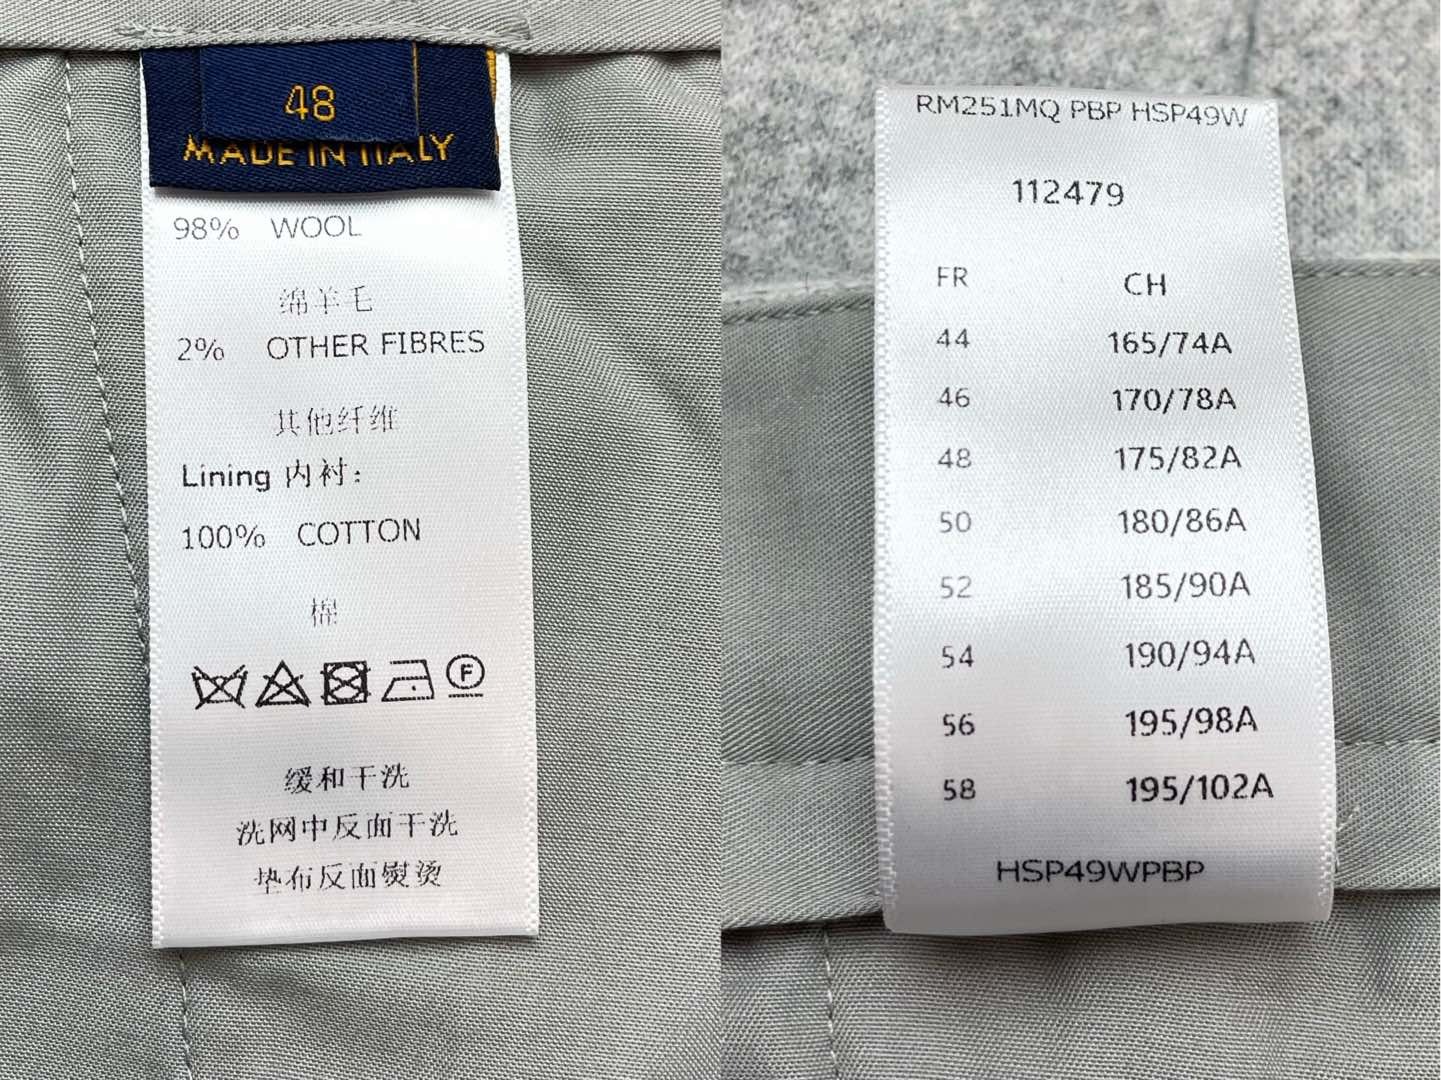 48
MADE IN ITALY
98% WOOL
绵羊毛
2% OTHER FIBRES
其他纤维
Lining 内衬：
100% COTTON
棉
F
缓和干洗
洗网中反面干洗
垫布反面熨烫
RM251MQ PBP HSP49W
112479
FR CH
44 165/74A
46 170/78A
48 175/82A
50 180/86A
52 185/90A
54 190/94A
56 195/98A
58 195/102A
HSP49WPBP